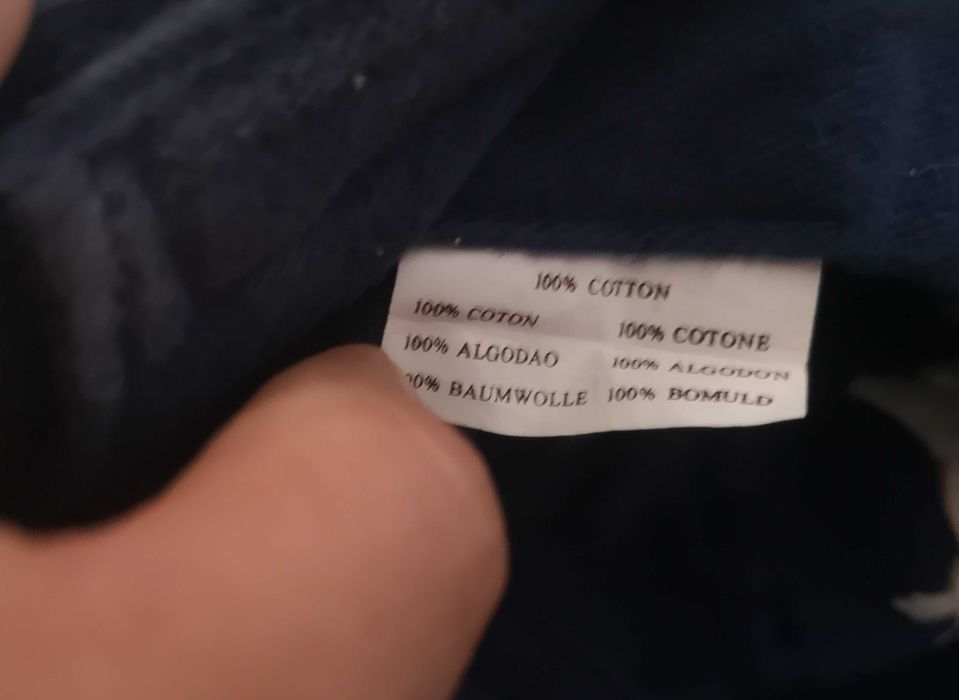 100% COTTON
100% COTON
100% COTONE
100% ALGODAO
100% ALGODON
00% BAUMWOLLE
100% BOMULD